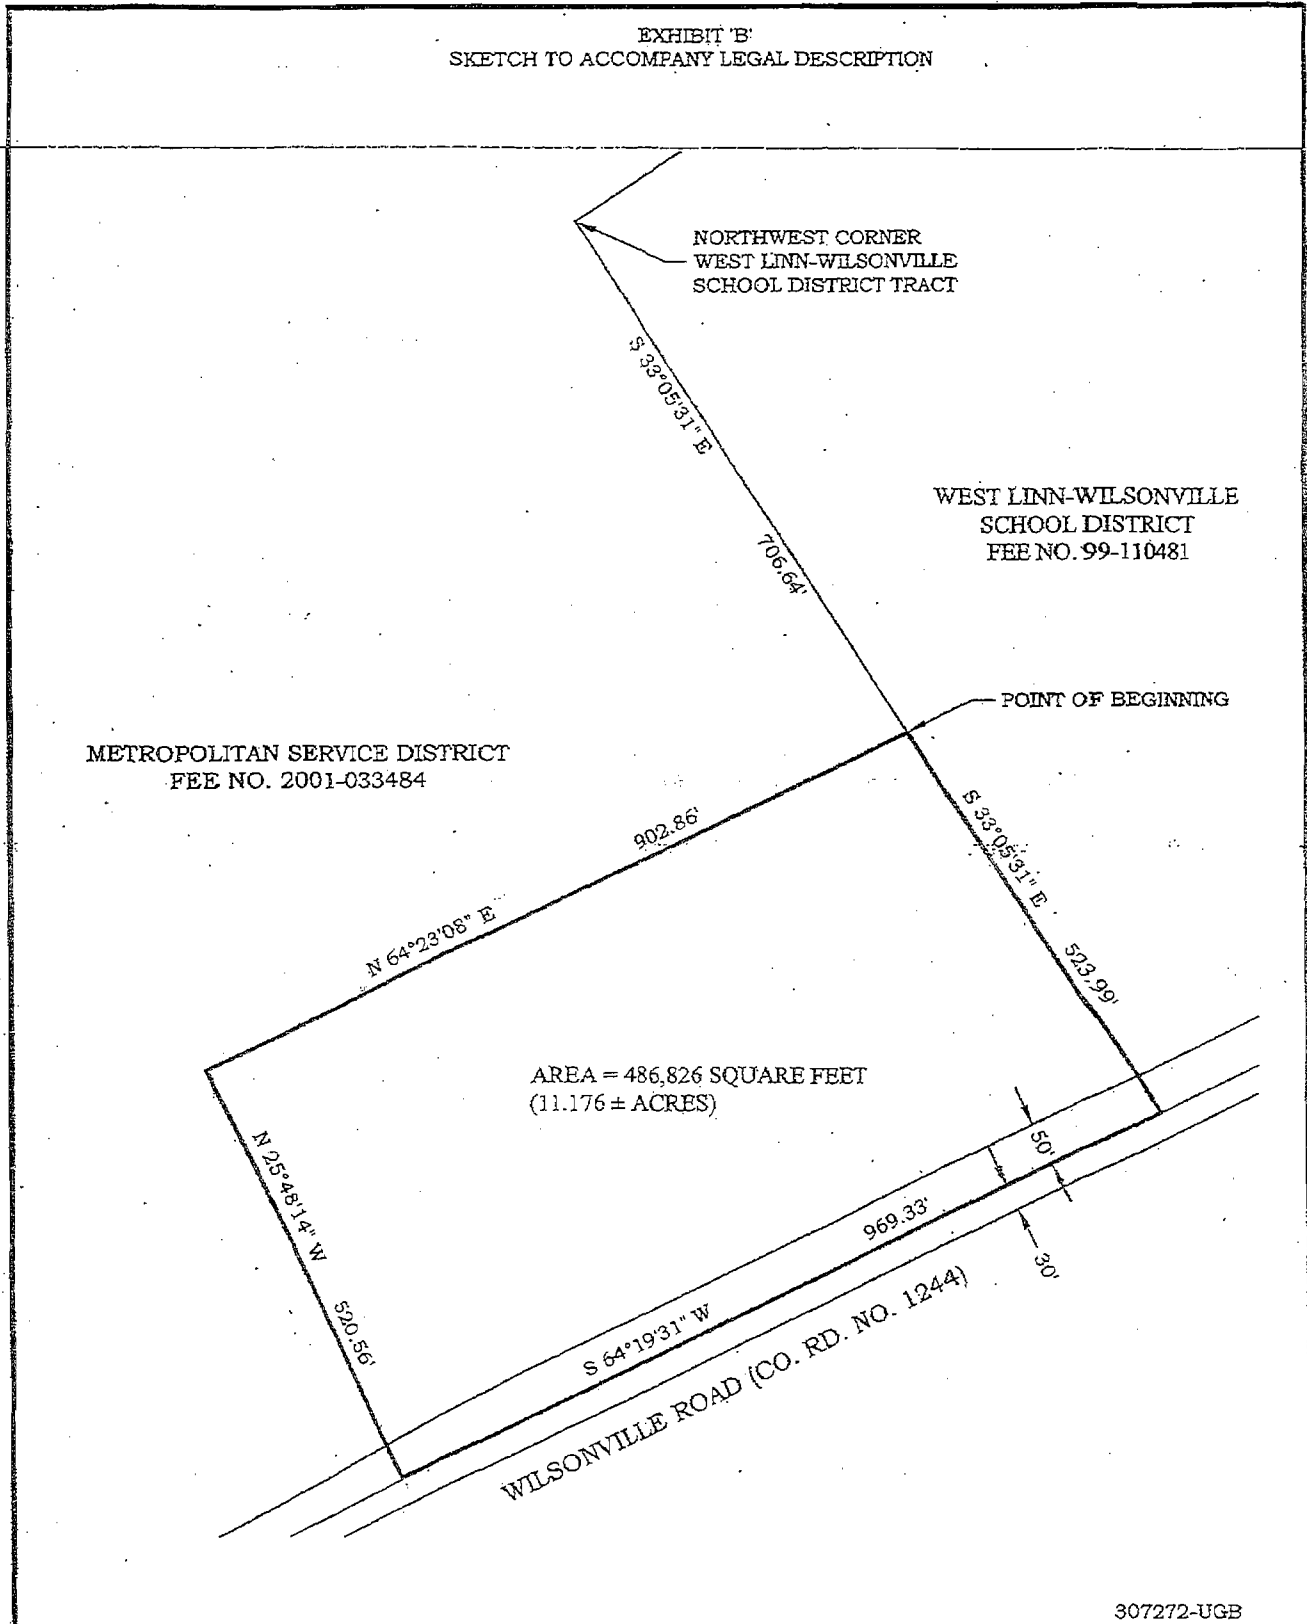 EXHIBIT 'B'
SKETCH TO ACCOMPANY LEGAL DESCRIPTION
NORTHWEST CORNER
WEST LINN-WILSONVILLE
SCHOOL DISTRICT TRACT
S 33°05'31" E
706.64'
WEST LINN-WILSONVILLE
SCHOOL DISTRICT
FEE NO. 99-110481
POINT OF BEGINNING
METROPOLITAN SERVICE DISTRICT
FEE NO. 2001-033484
902.86'
N 64°23'08" E
S 33°05'31" E
523.99'
AREA = 486,826 SQUARE FEET
(11.176 ± ACRES)
N 25°48'14" W
520.56'
50'
969.33'
30'
S 64°19'31" W
WILSONVILLE ROAD (CO. RD. NO. 1244)
307272-UGB